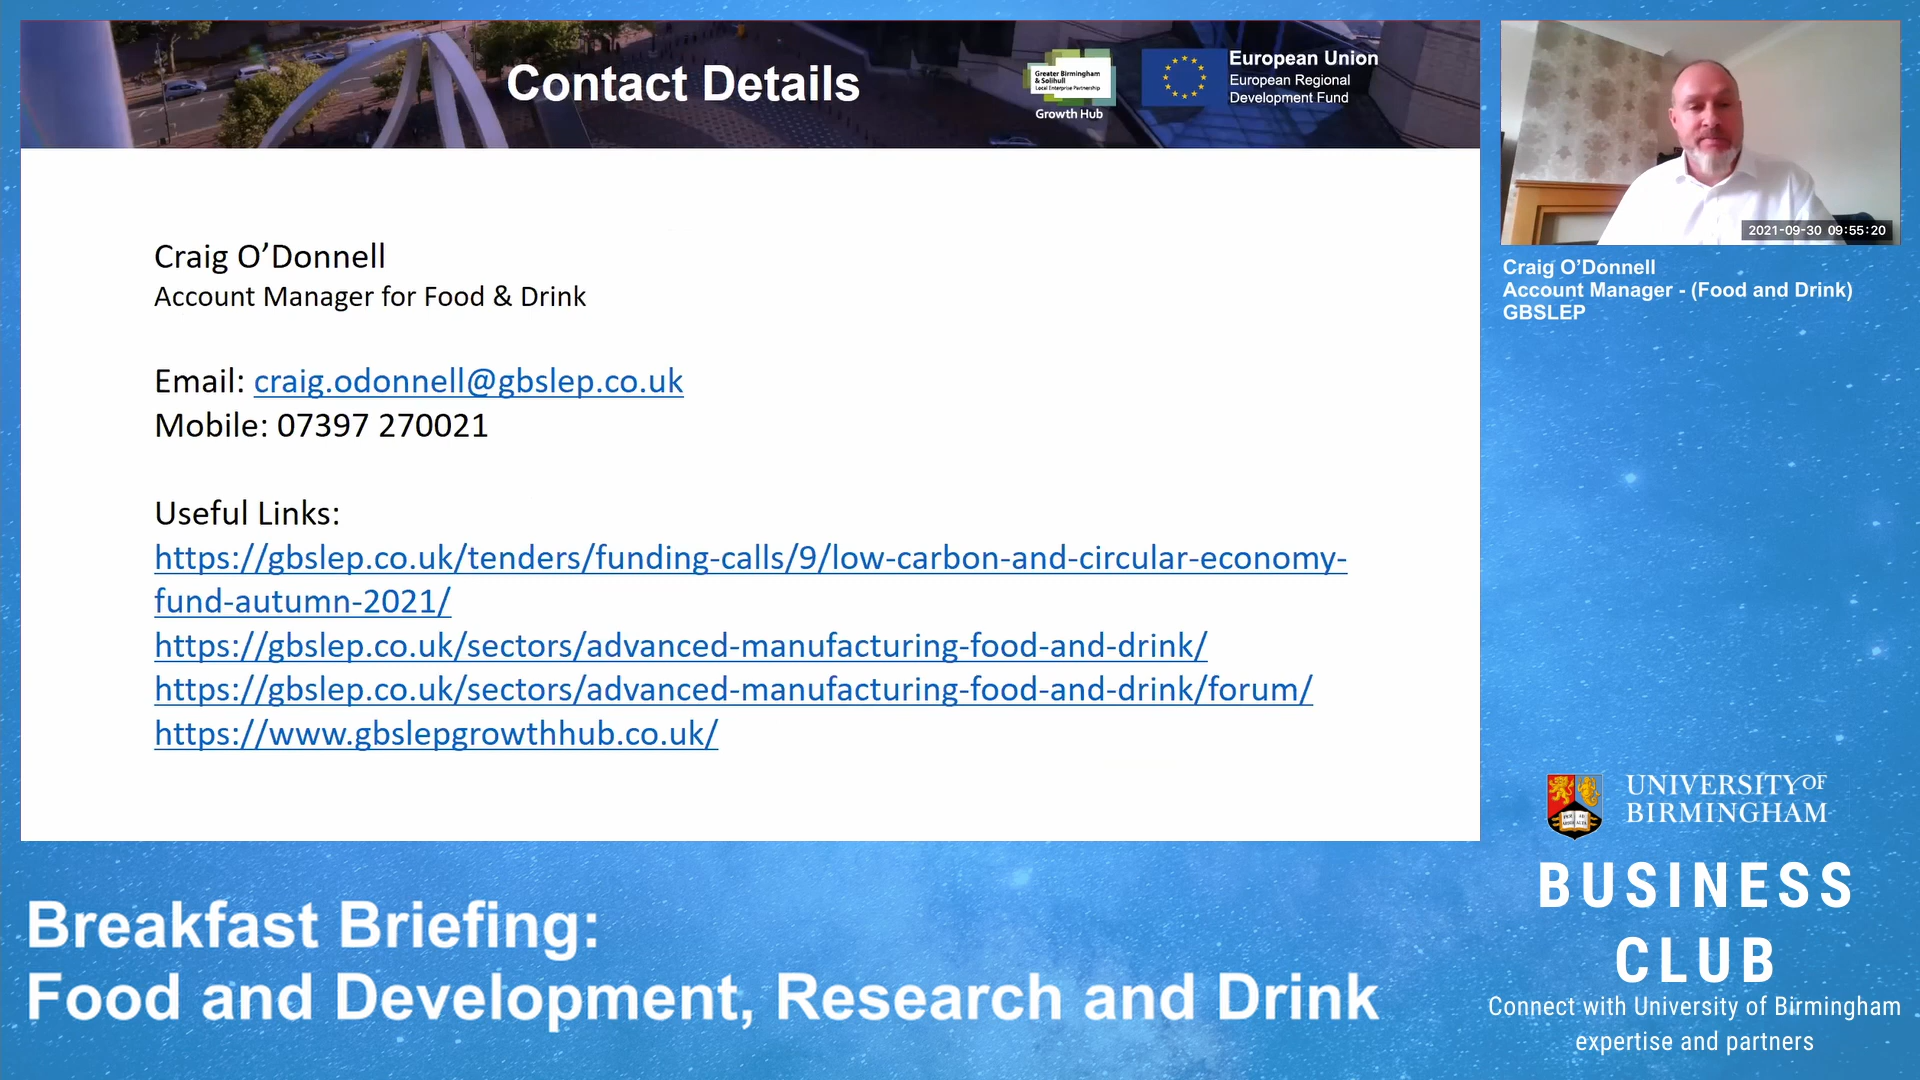 Contact Details
Greater Birmingham
& Solihull
Local Enterprise Partnership
Growth Hub
European Union
European Regional
Development Fund
Craig O’Donnell
Account Manager for Food & Drink
Email: craig.odonnell@gbslep.co.uk
Mobile: 07397 270021
Useful Links:
https://gbslep.co.uk/tenders/funding-calls/9/low-carbon-and-circular-economy-
fund-autumn-2021/
https://gbslep.co.uk/sectors/advanced-manufacturing-food-and-drink/
https://gbslep.co.uk/sectors/advanced-manufacturing-food-and-drink/forum/
https://www.gbslepgrowthhub.co.uk/
2021-09-30 09:55:20
Craig O’Donnell
Account Manager - (Food and Drink)
GBSLEP
UNIVERSITY OF
BIRMINGHAM
BUSINESS
CLUB
Connect with University of Birmingham
expertise and partners
Breakfast Briefing:
Food and Development, Research and Drink